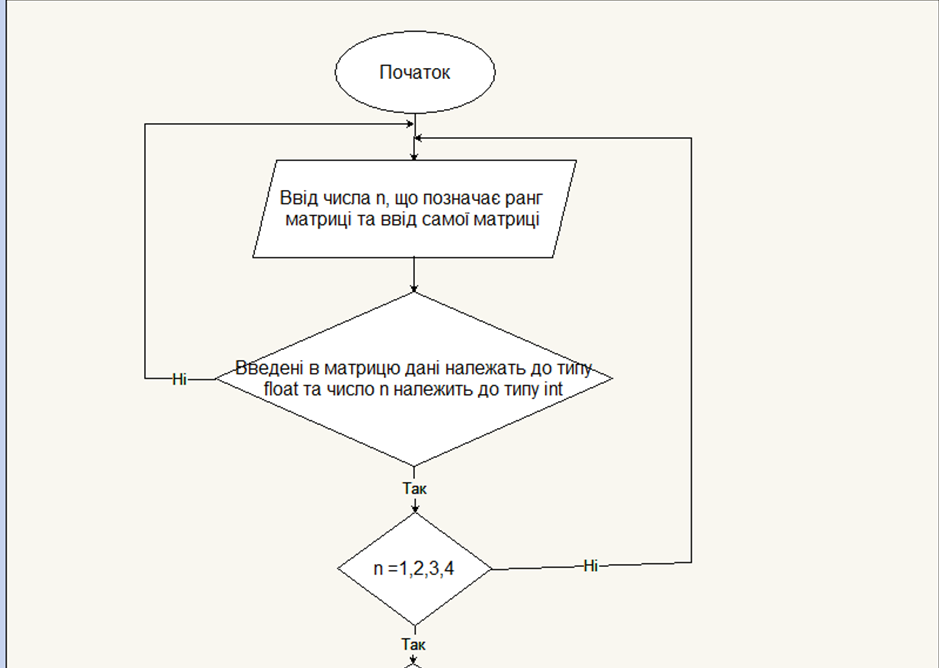 Початок
Ввід числа n, що позначає ранг
матриці та ввід самої матриці
Введені в матрицю дані належать до типу
float та число n належить до типу int
Ні
Так
n =1,2,3,4
Ні
Так